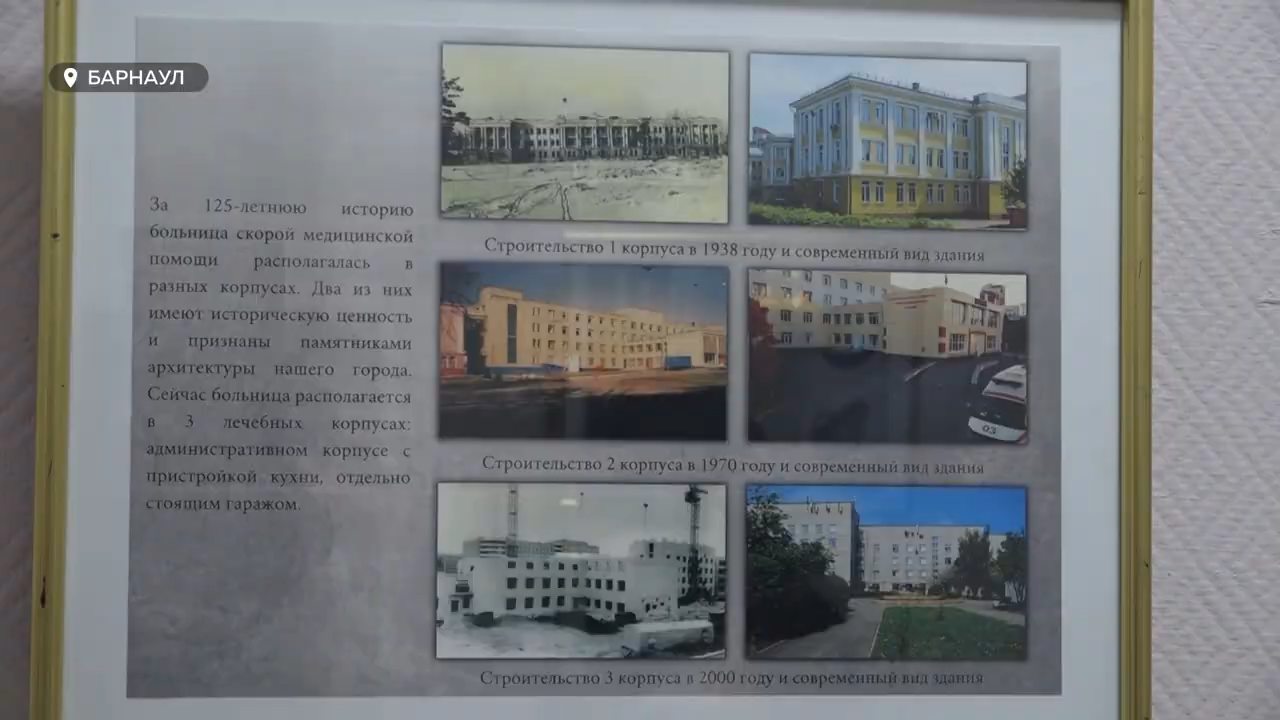 БАРНАУЛ
За 125-летнюю историю
больница скорой медицинской
помощи располагалась в
разных корпусах. Два из них
имеют историческую ценность
и признаны памятниками
архитектуры нашего города.
Сейчас больница располагается
в 3 лечебных корпусах:
административном корпусе с
пристройкой кухни, отдельно
стоящим гаражом.
Строительство 1 корпуса в 1938 году и современный вид здания
03
Строительство 2 корпуса в 1970 году и современный вид здания
Строительство 3 корпуса в 2000 году и современный вид здания